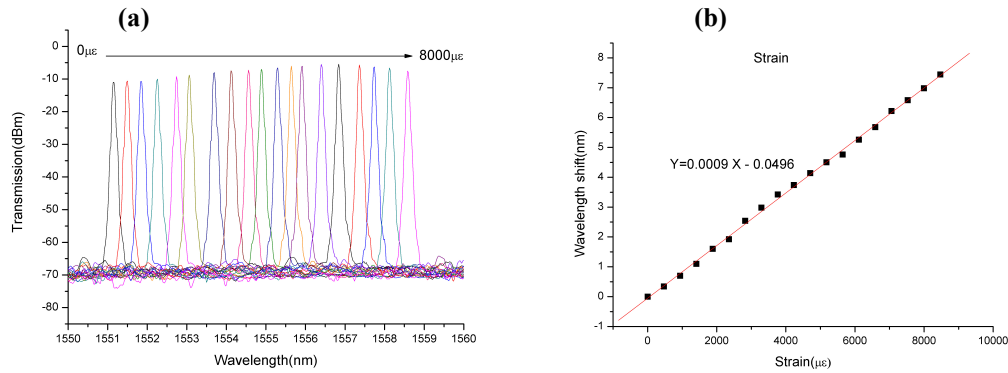 (a)
0με
8000με
Transmission(dBm)
0
-10
-20
-30
-40
-50
-60
-70
-80
1550 1551 1552 1553 1554 1555 1556 1557 1558 1559 1560
Wavelength(nm)
(b)
Strain
Y=0.0009 X - 0.0496
Wavelength shift(nm)
8
7
6
5
4
3
2
1
0
-1
0 2000 4000 6000 8000 10000
Strain(με)